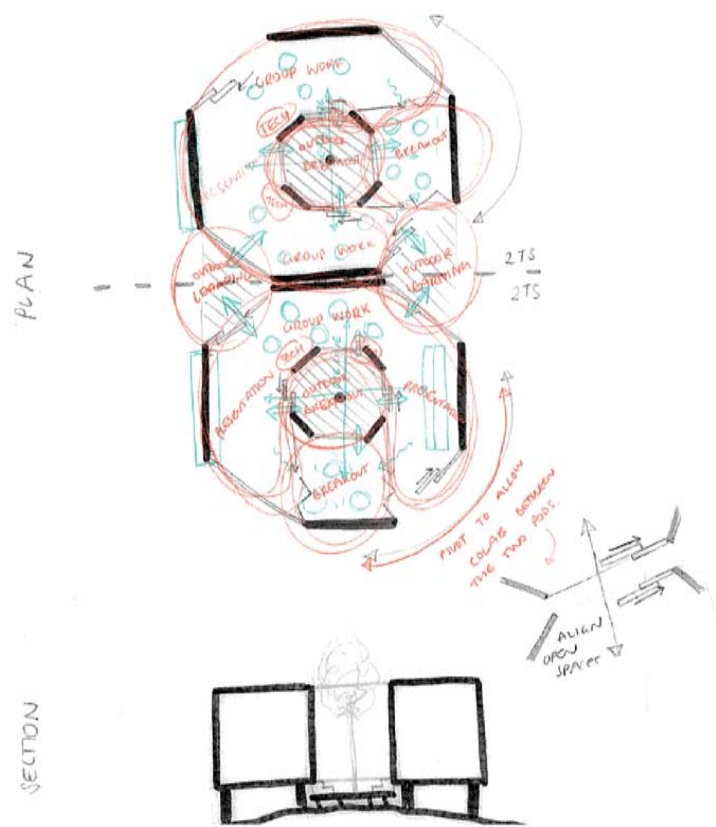 PLAN
GROUP WORK
TECH
OUTDOOR
BREAKOUT
BREAKOUT
TECH
GROUP WORK
OUTDOOR
LEARNING
OUTDOOR
LEARNING
2TS
2TS
GROUP WORK
TECH
PRESENTATION
OUTDOOR
BREAKOUT
BREAKOUT
PIVOT TO ALLOW
COLAB BETWEEN
THE TWO PODS.
ALIGN
OPEN
SPACES
SECTION